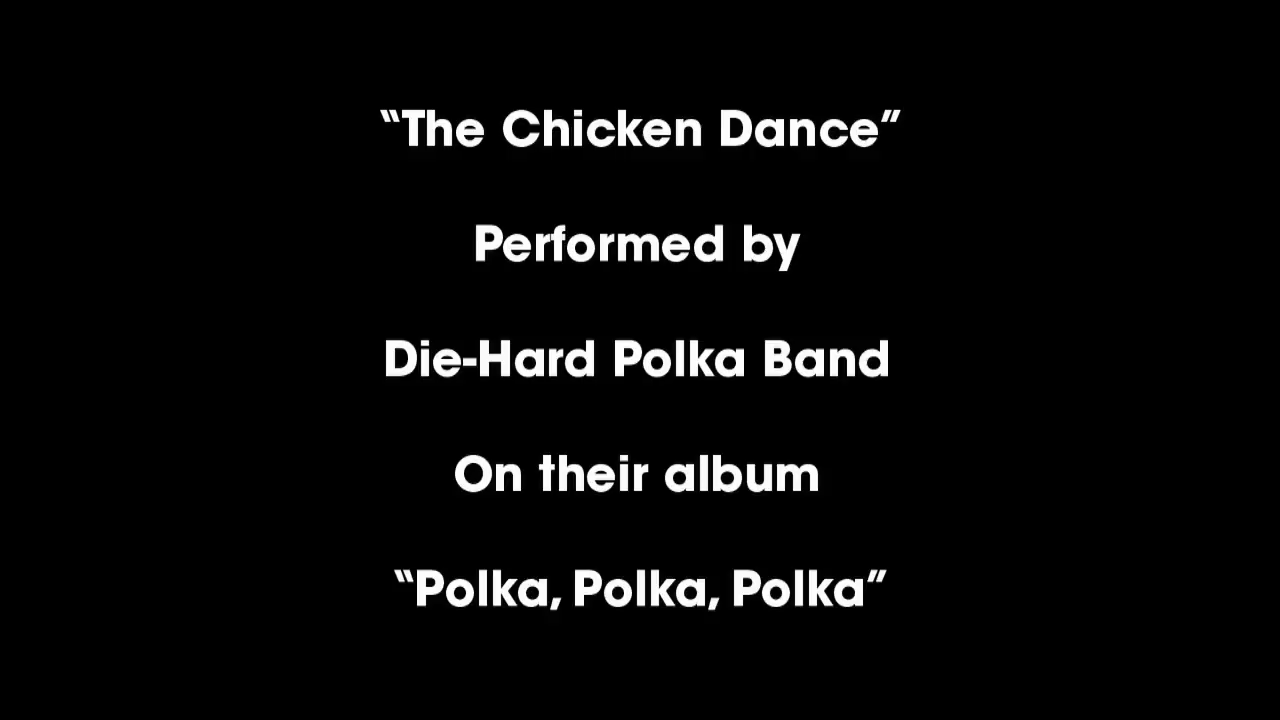 “The Chicken Dance”
Performed by
Die-Hard Polka Band
On their album
“Polka, Polka, Polka”